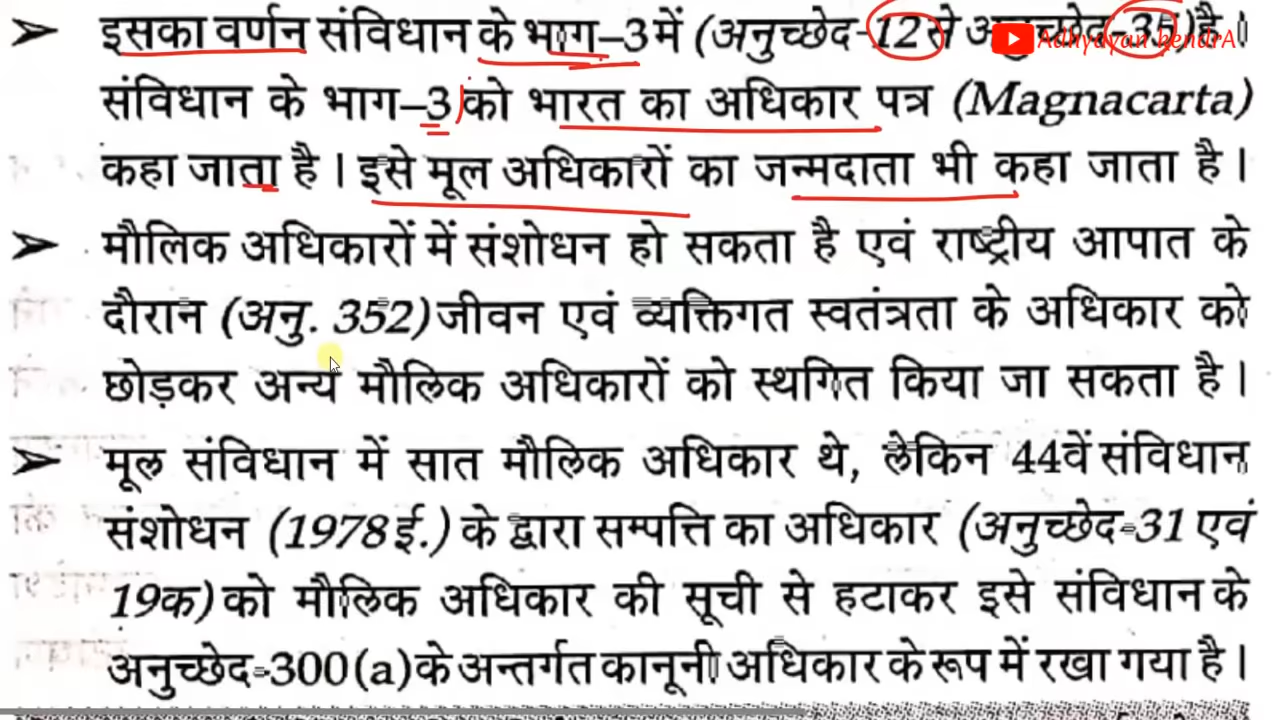 ➤ इसका वर्णन संविधान के भाग–3 में (अनुच्छेद-12 से अनुच्छेद-35) है।
Adhyayan kendrA
संविधान के भाग–3 को भारत का अधिकार पत्र (Magnacarta)
कहा जाता है। इसे मूल अधिकारों का जन्मदाता भी कहा जाता है।
➤ मौलिक अधिकारों में संशोधन हो सकता है एवं राष्ट्रीय आपात के
दौरान (अनु. 352) जीवन एवं व्यक्तिगत स्वतंत्रता के अधिकार को
छोड़कर अन्य मौलिक अधिकारों को स्थगित किया जा सकता है।
➤ मूल संविधान में सात मौलिक अधिकार थे, लेकिन 44वें संविधान
संशोधन (1978 ई.) के द्वारा सम्पत्ति का अधिकार (अनुच्छेद-31 एवं
19क) को मौलिक अधिकार की सूची से हटाकर इसे संविधान के
अनुच्छेद-300 (a) के अन्तर्गत कानूनी अधिकार के रूप में रखा गया है।